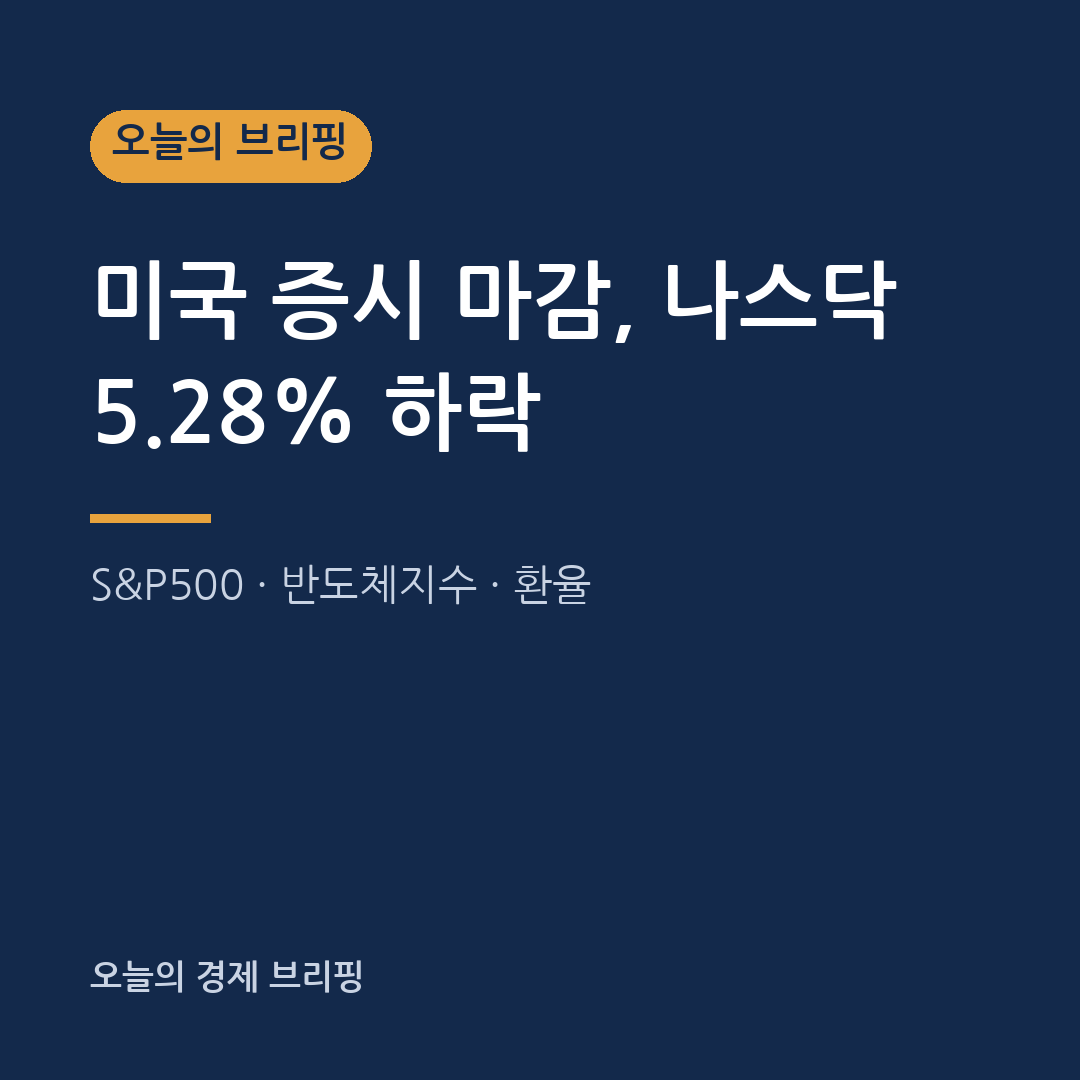 오늘의 브리핑
미국 증시 마감, 나스닥
5.28% 하락
S&P500 · 반도체지수 · 환율
오늘의 경제 브리핑